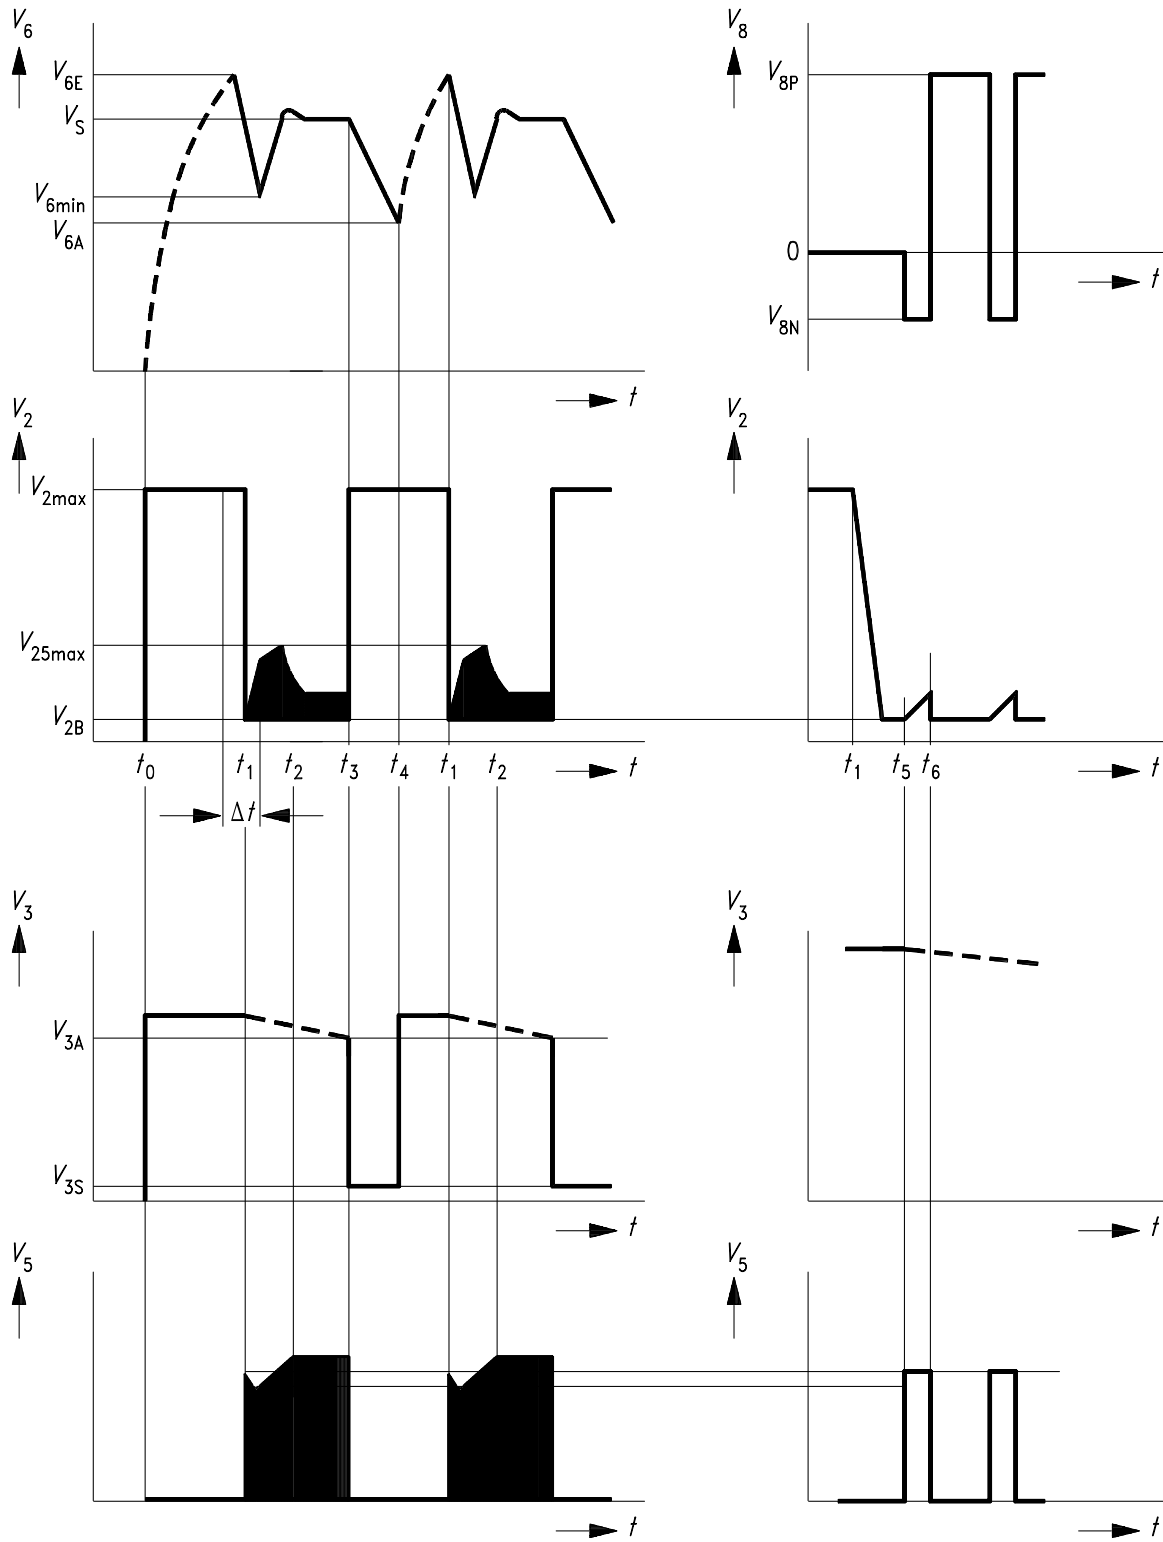 V6 V8
V6E V8P
VS
V6min
V6A 0
t
V8N
t
V2 V2
V2max
V25max
V2B
t0 t1 t2 t3 t4 t1 t2 t t1 t5 t6 t
Δt
V3 V3
V3A
V3S
t t
V5 V5
t t